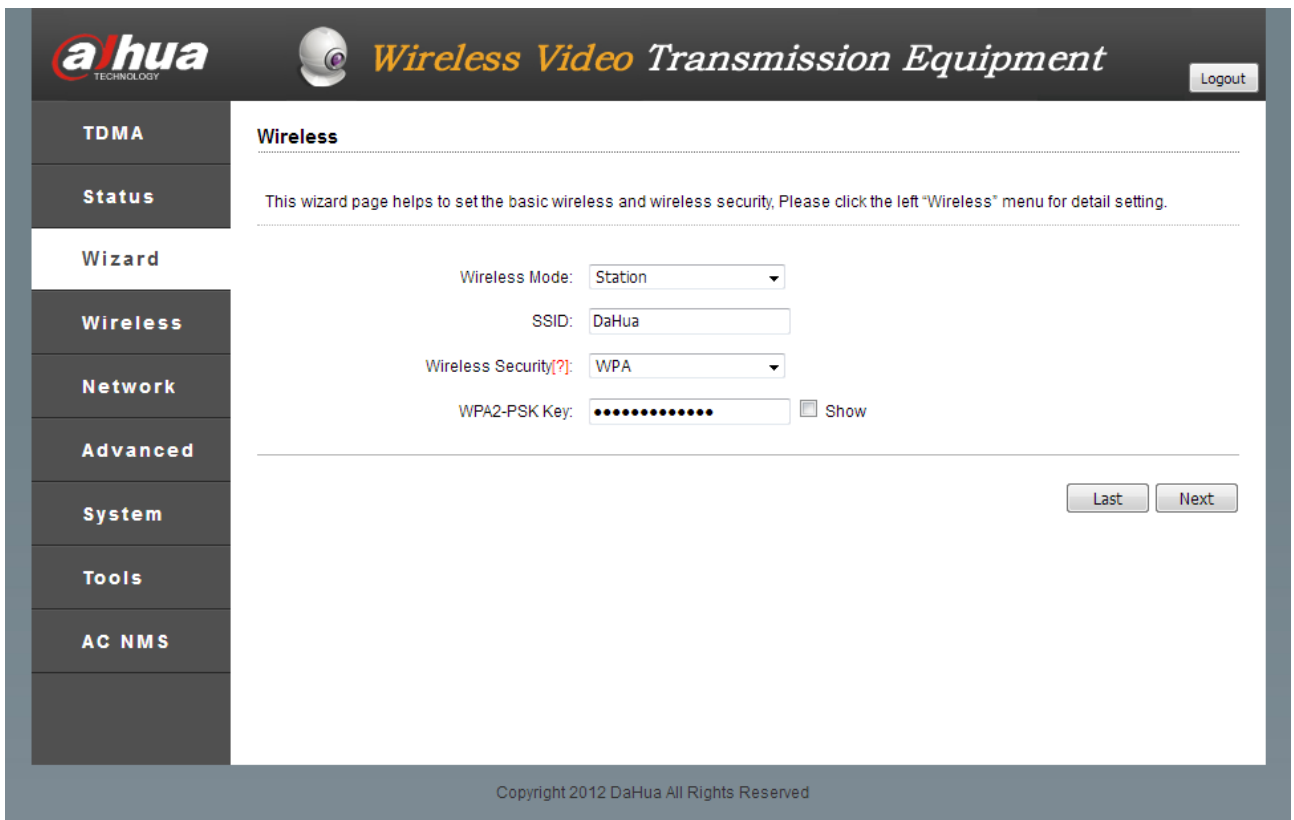 alhua
TECHNOLOGY
Wireless Video Transmission Equipment
Logout
TDMA
Status
Wizard
Wireless
Network
Advanced
System
Tools
AC NMS
Wireless
This wizard page helps to set the basic wireless and wireless security, Please click the left “Wireless” menu for detail setting.
Wireless Mode: Station
SSID: DaHua
Wireless Security[?]: WPA
WPA2-PSK Key: ●●●●●●●●●●●●● Show
Last Next
Copyright 2012 DaHua All Rights Reserved